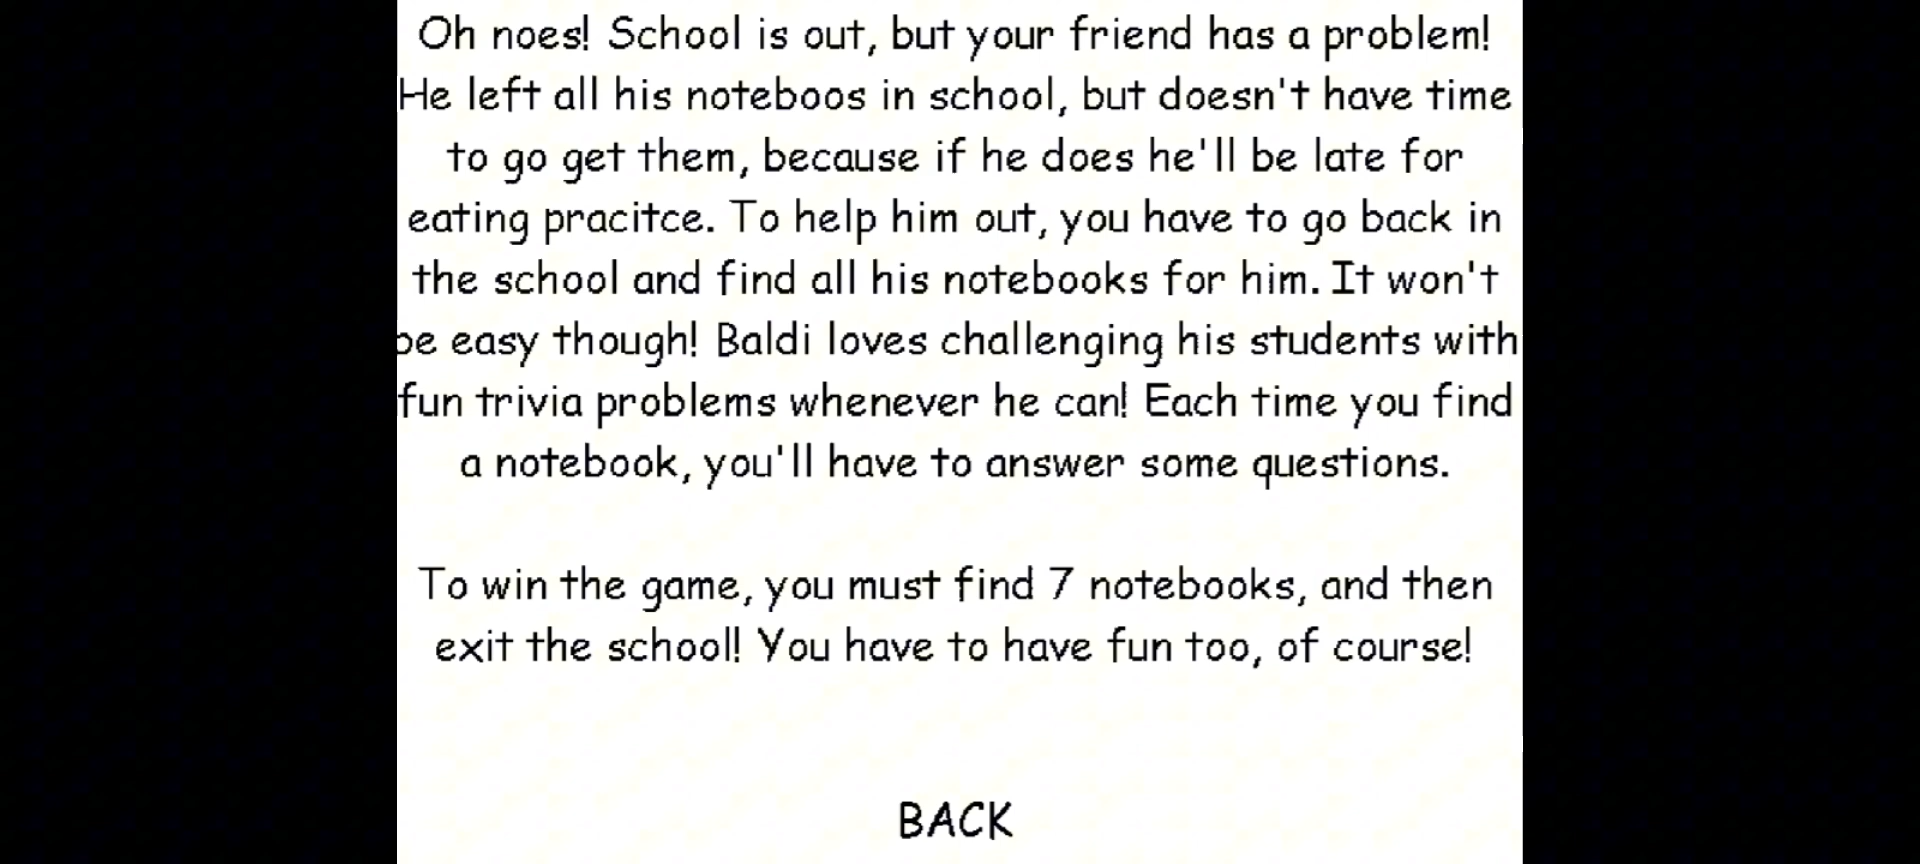 Oh noes! School is out, but your friend has a problem!
He left all his noteboos in school, but doesn't have time
to go get them, because if he does he'll be late for
eating pracitce. To help him out, you have to go back in
the school and find all his notebooks for him. It won't
be easy though! Baldi loves challenging his students with
fun trivia problems whenever he can! Each time you find
a notebook, you'll have to answer some questions.
To win the game, you must find 7 notebooks, and then
exit the school! You have to have fun too, of course!
BACK